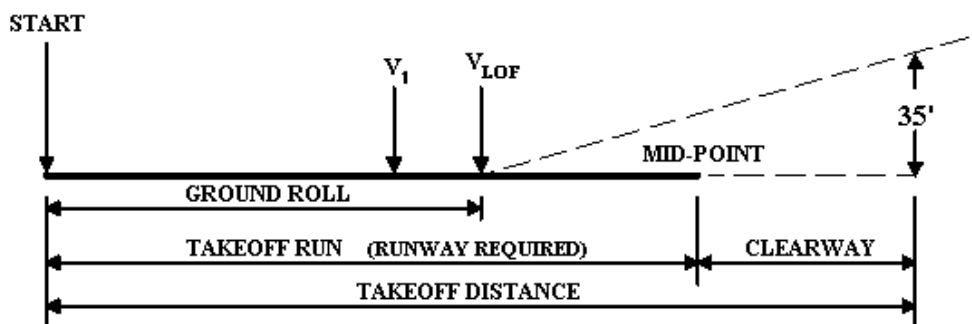 START
V1
VLOF
35'
MID-POINT
GROUND ROLL
TAKEOFF RUN (RUNWAY REQUIRED)
CLEARWAY
TAKEOFF DISTANCE